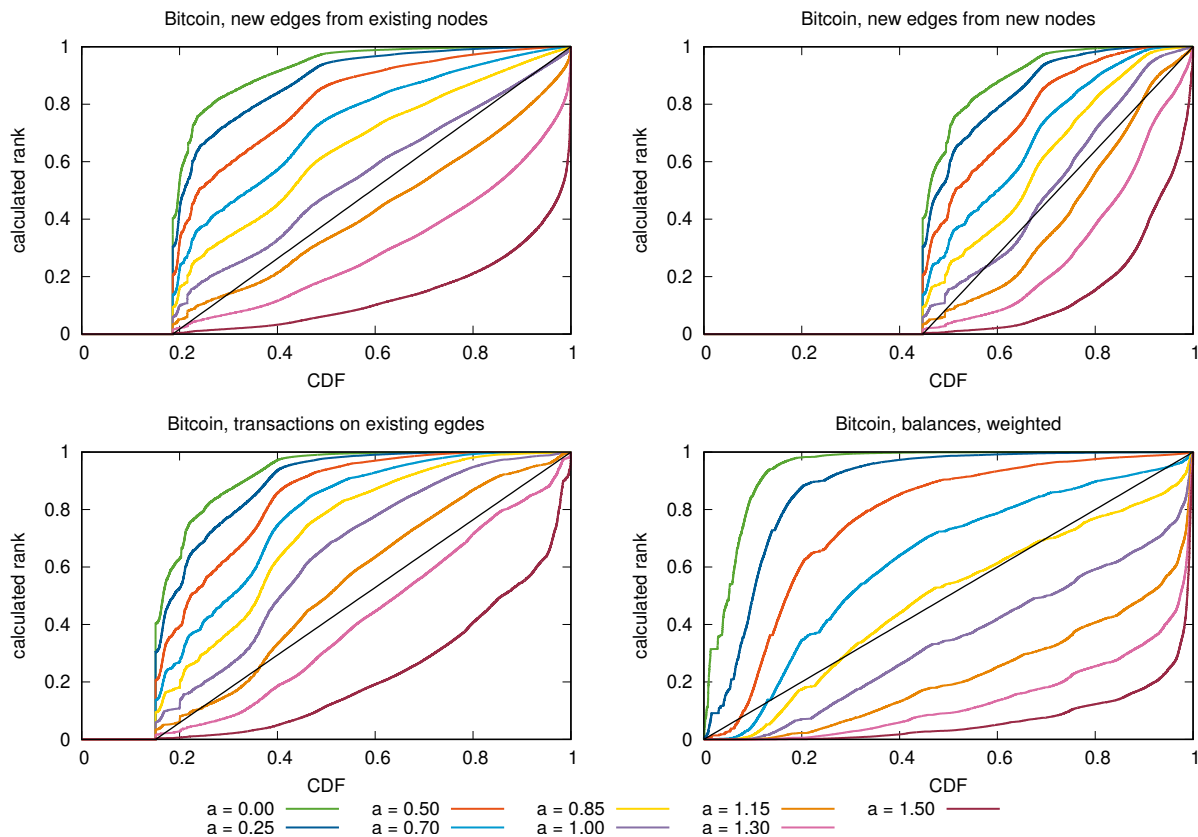 Bitcoin, new edges from existing nodes
1
0.8
0.6
0.4
0.2
0
calculated rank
0 0.2 0.4 0.6 0.8 1
CDF
Bitcoin, new edges from new nodes
1
0.8
0.6
0.4
0.2
0
calculated rank
0 0.2 0.4 0.6 0.8 1
CDF
Bitcoin, transactions on existing egdes
1
0.8
0.6
0.4
0.2
0
calculated rank
0 0.2 0.4 0.6 0.8 1
CDF
Bitcoin, balances, weighted
1
0.8
0.6
0.4
0.2
0
calculated rank
0 0.2 0.4 0.6 0.8 1
CDF
a = 0.00 a = 0.50 a = 0.85 a = 1.15 a = 1.50
a = 0.25 a = 0.70 a = 1.00 a = 1.30